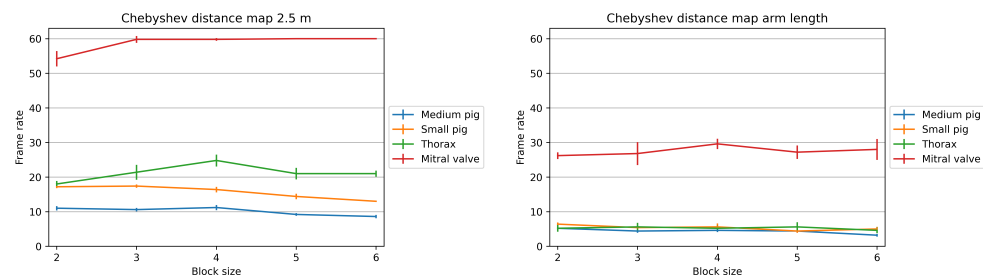 Chebyshev distance map 2.5 m
Frame rate
60
50
40
30
20
10
0
2
3
4
5
6
Block size
Medium pig
Small pig
Thorax
Mitral valve
Chebyshev distance map arm length
Frame rate
60
50
40
30
20
10
0
2
3
4
5
6
Block size
Medium pig
Small pig
Thorax
Mitral valve